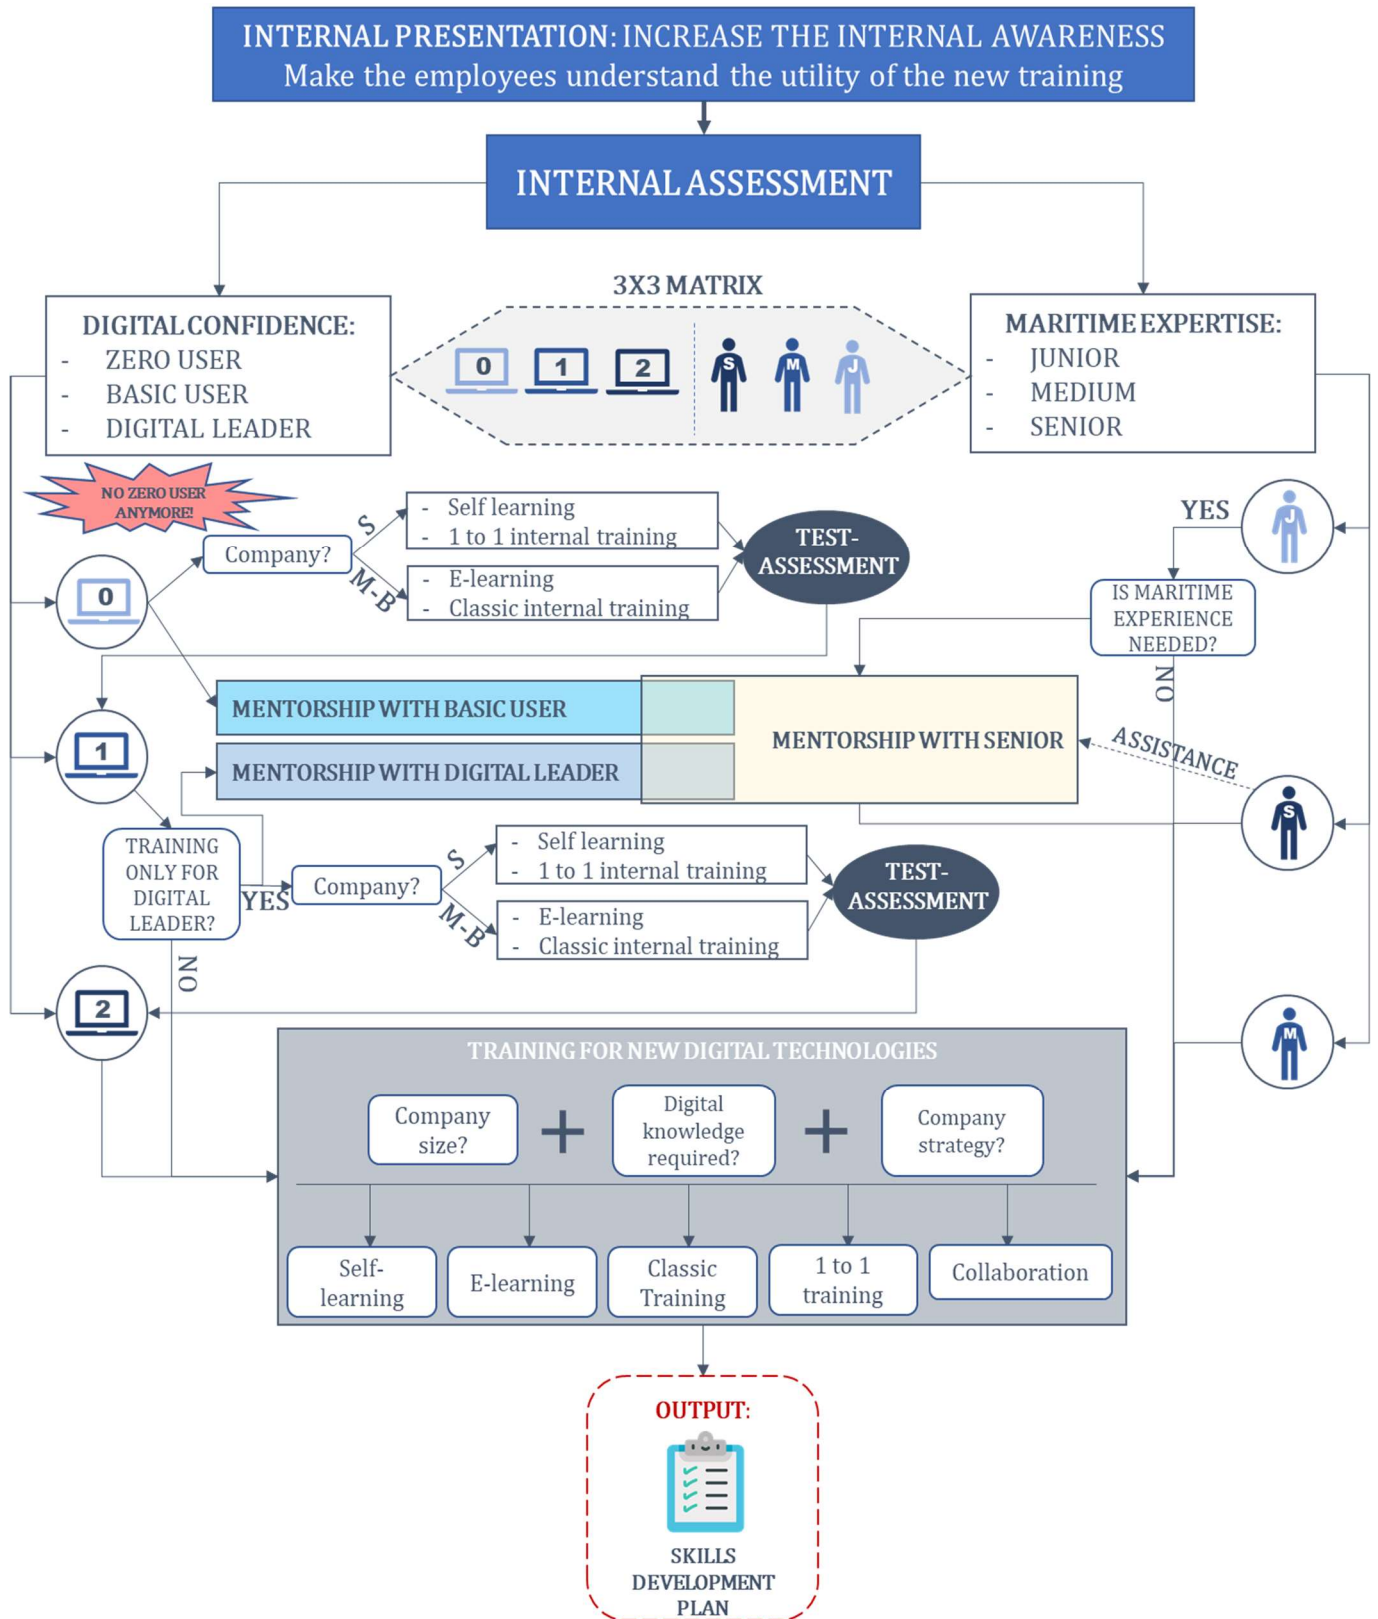 INTERNAL PRESENTATION: INCREASE THE INTERNAL AWARENESS
Make the employees understand the utility of the new training
INTERNAL ASSESSMENT
3X3 MATRIX
DIGITAL CONFIDENCE:
- ZERO USER
- BASIC USER
- DIGITAL LEADER
0 1 2 S M J
MARITIME EXPERTISE:
- JUNIOR
- MEDIUM
- SENIOR
NO ZERO USER
ANYMORE!
0
Company?
S
M-B
- Self learning
- 1 to 1 internal training
- E-learning
- Classic internal training
TEST-
ASSESSMENT
J
YES
IS MARITIME
EXPERIENCE
NEEDED?
NO
MENTORSHIP WITH BASIC USER
MENTORSHIP WITH DIGITAL LEADER
MENTORSHIP WITH SENIOR
ASSISTANCE
S
1
TRAINING
ONLY FOR
DIGITAL
LEADER?
YES
NO
Company?
S
M-B
- Self learning
- 1 to 1 internal training
- E-learning
- Classic internal training
TEST-
ASSESSMENT
2
M
TRAINING FOR NEW DIGITAL TECHNOLOGIES
Company
size?
+
Digital
knowledge
required?
+
Company
strategy?
Self-
learning
E-learning
Classic
Training
1 to 1
training
Collaboration
OUTPUT:
SKILLS
DEVELOPMENT
PLAN